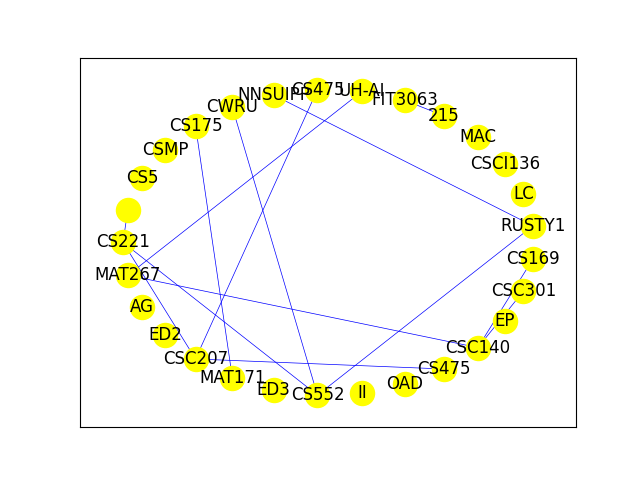 CS475
UH-AI
NNSUIPP
FIT3063
CWRU
215
CS175
MAC
CSMP
CSCI136
CS5
LC
RUSTY1
CS221
CS169
MAT267
CSC301
AG
EP
ED2
CSC140
CSC207
CS475
MAT171
OAD
ED3
CS552
II